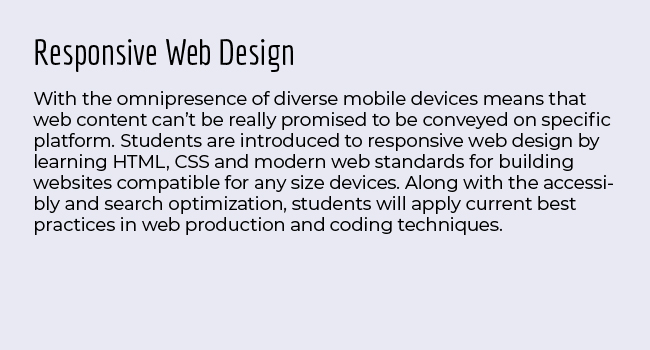 Responsive Web Design
With the omnipresence of diverse mobile devices means that
web content can’t be really promised to be conveyed on specific
platform. Students are introduced to responsive web design by
learning HTML, CSS and modern web standards for building
websites compatible for any size devices. Along with the accessi-
bly and search optimization, students will apply current best
practices in web production and coding techniques.